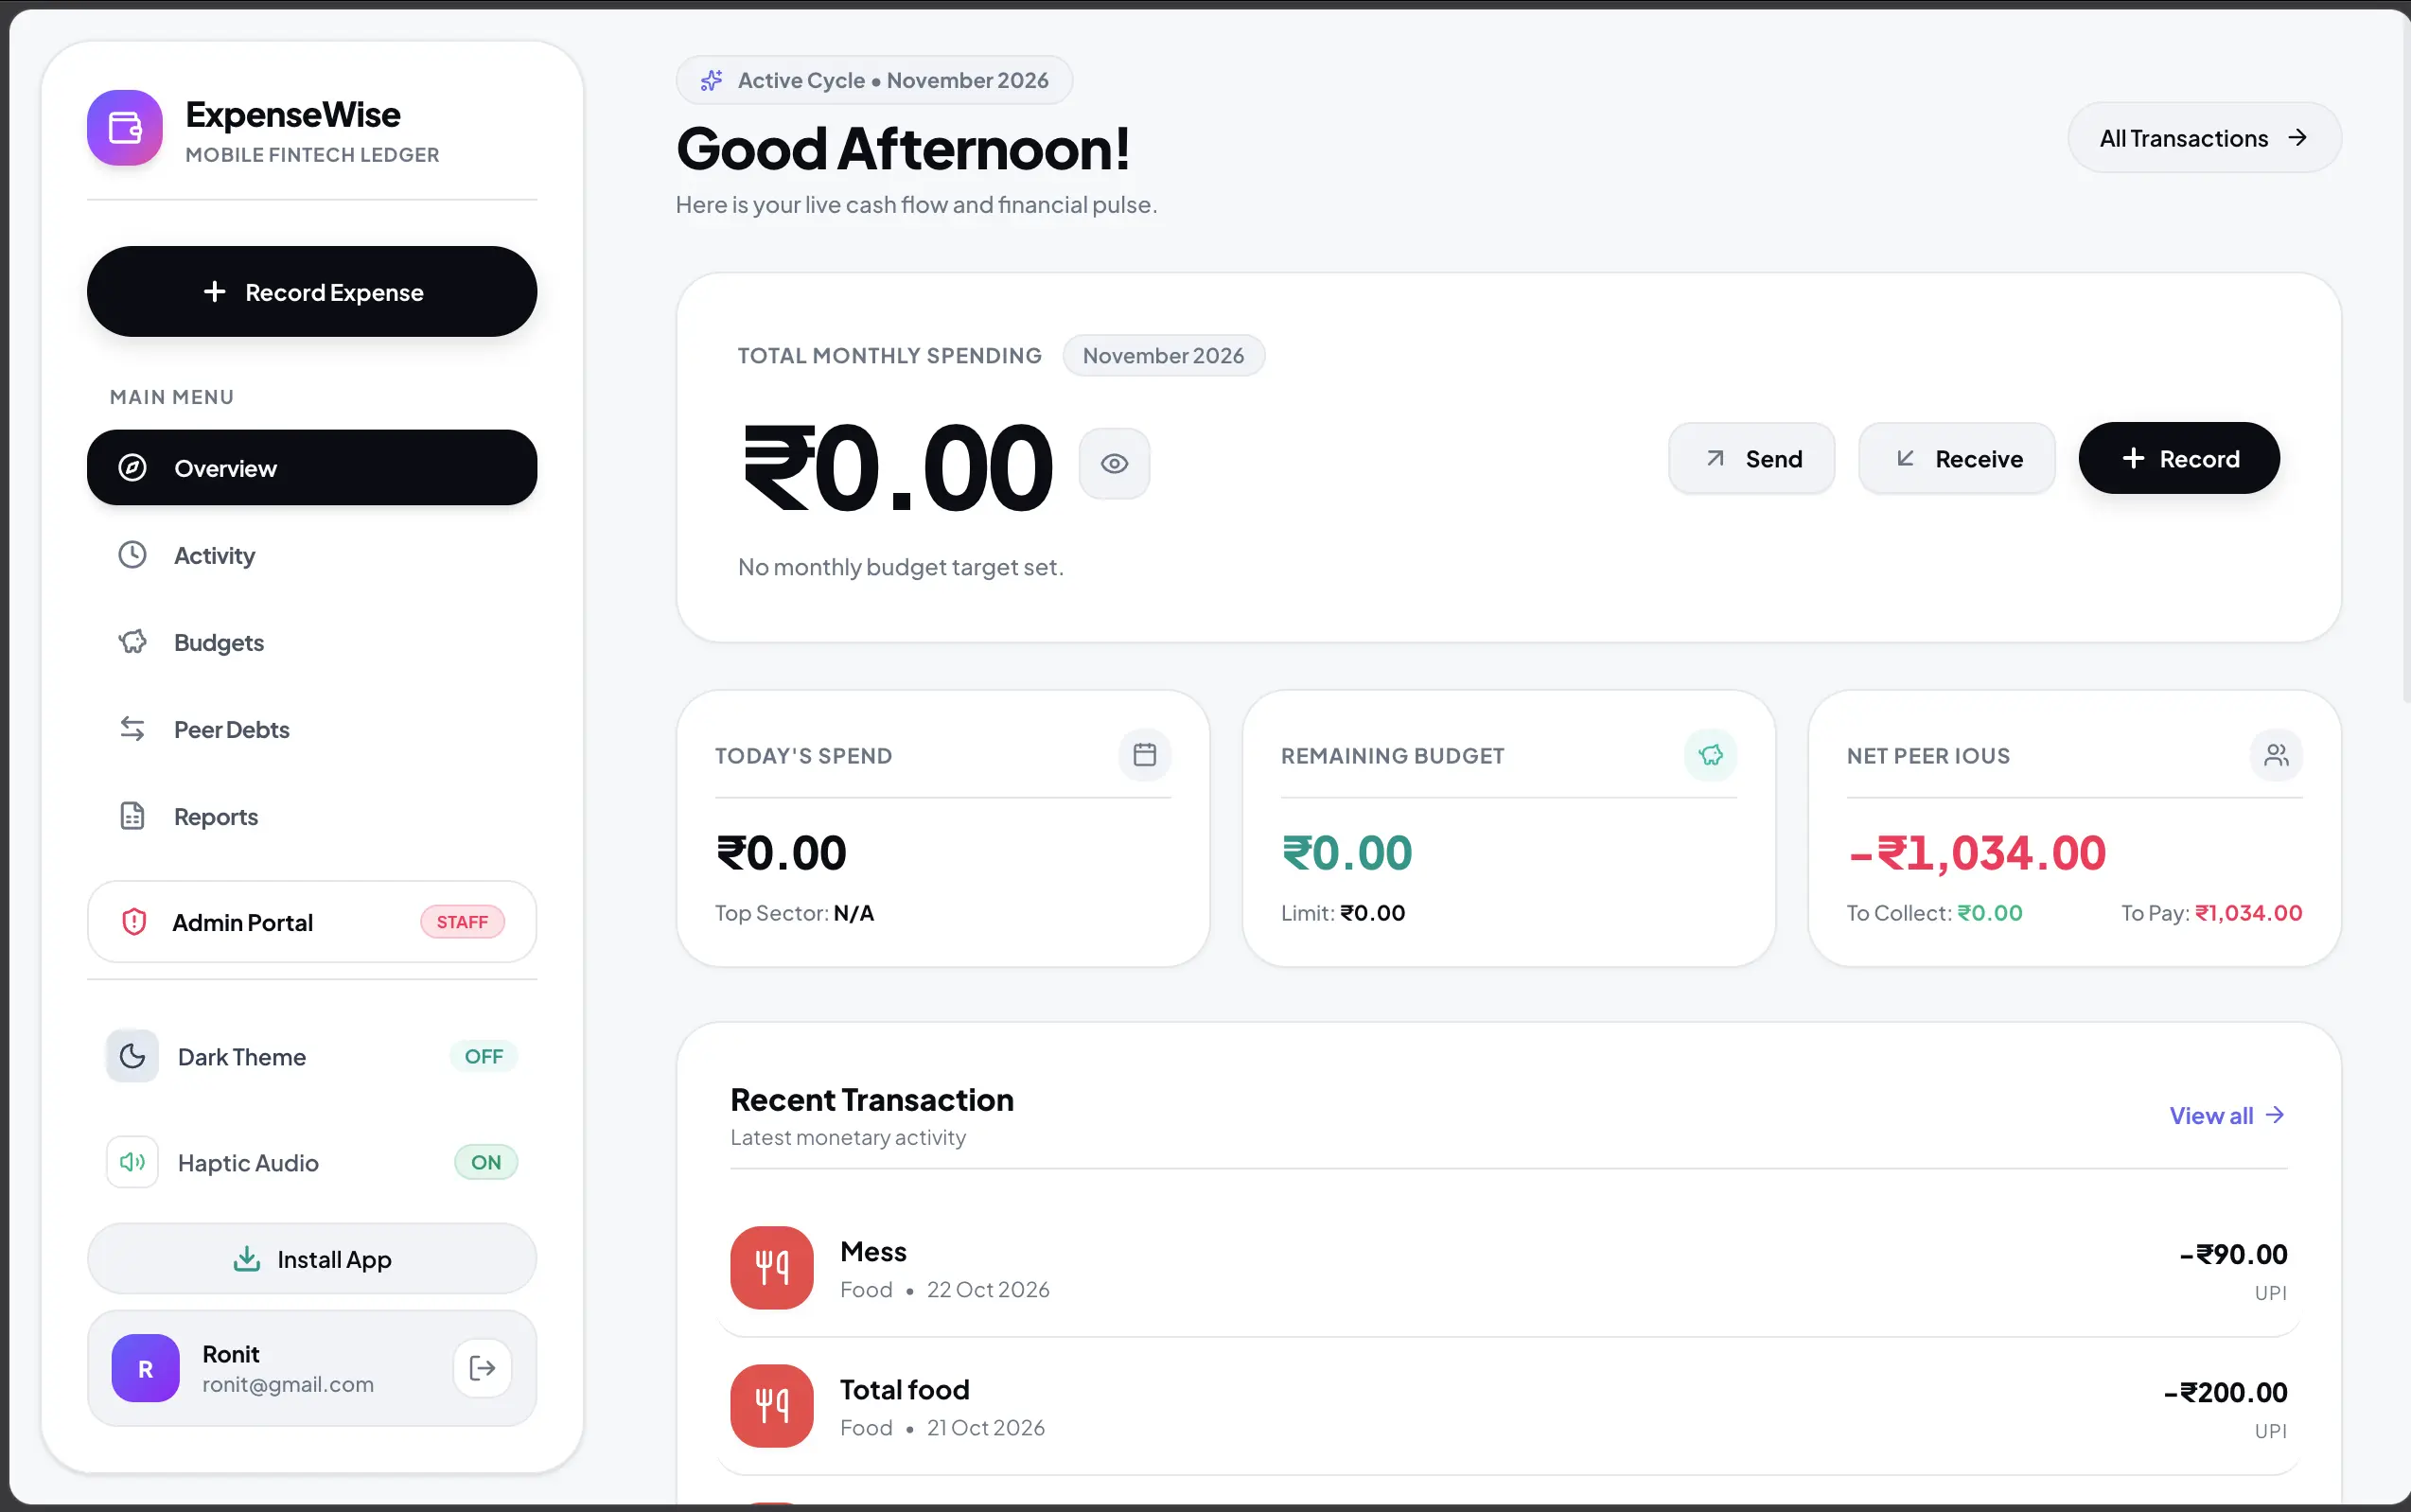 ExpenseWise
MOBILE FINTECH LEDGER
Record Expense
MAIN MENU
Overview
Activity
Budgets
Peer Debts
Reports
Admin Portal STAFF
Dark Theme OFF
Haptic Audio ON
Install App
R
Ronit
ronit@gmail.com
Active Cycle • November 2026
Good Afternoon!
Here is your live cash flow and financial pulse.
All Transactions →
TOTAL MONTHLY SPENDING November 2026
₹0.00
No monthly budget target set.
Send
Receive
Record
TODAY'S SPEND
₹0.00
Top Sector: N/A
REMAINING BUDGET
₹0.00
Limit: ₹0.00
NET PEER IOUS
-₹1,034.00
To Collect: ₹0.00 To Pay: ₹1,034.00
Recent Transaction
Latest monetary activity
View all →
Mess
Food • 22 Oct 2026
-₹90.00
UPI
Total food
Food • 21 Oct 2026
-₹200.00
UPI